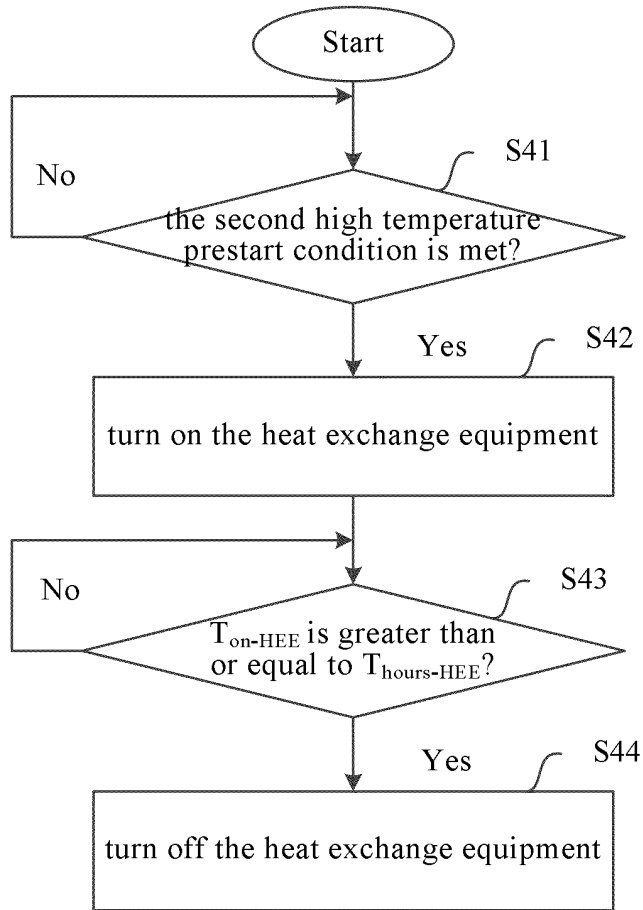 Start
No
S41
the second high temperature
prestart condition is met?
Yes
S42
turn on the heat exchange equipment
No
S43
Ton-HEE is greater than
or equal to Thours-HEE?
Yes
S44
turn off the heat exchange equipment